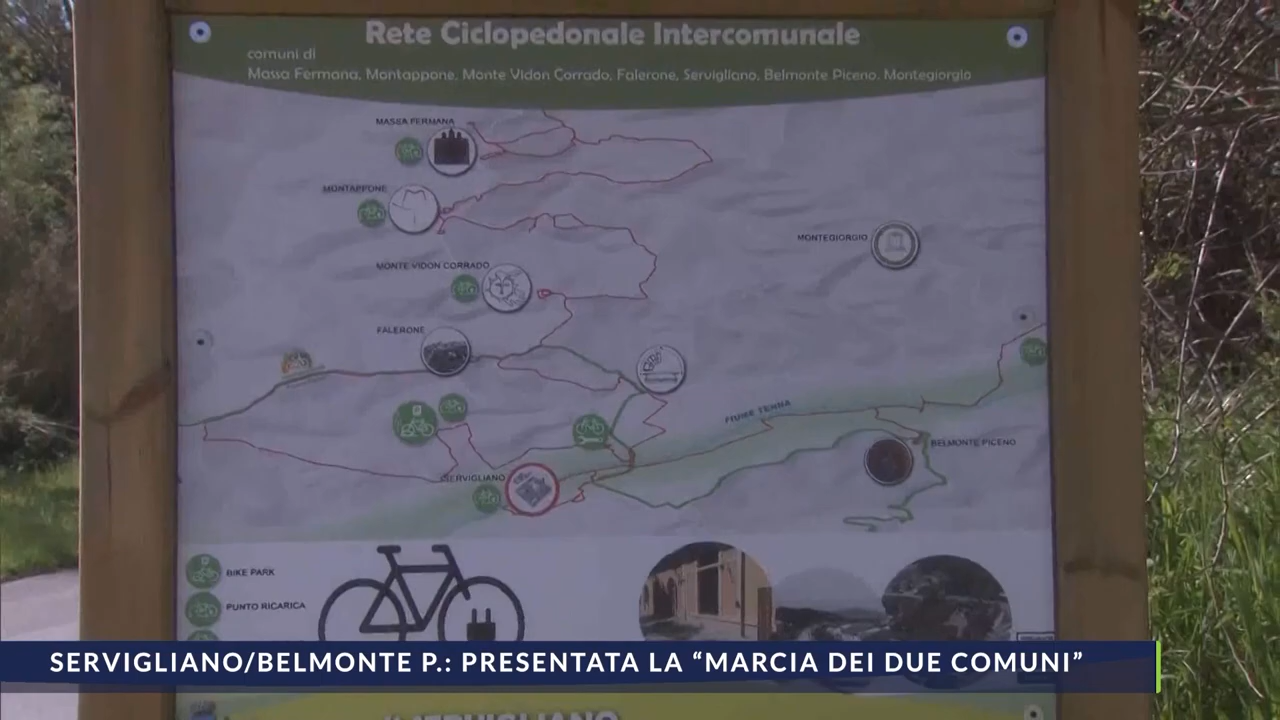 Rete Ciclopedonale Intercomunale
comuni di
Massa Fermana, Montappone, Monte Vidon Corrado, Falerone, Servigliano, Belmonte Piceno, Montegiorgio
MASSA FERMANA
MONTAPPONE
MONTEGIORGIO
MONTE VIDON CORRADO
FALERONE
FIUME TENNA
BELMONTE PICENO
SERVIGLIANO
BIKE PARK
PUNTO RICARICA
SERVIGLIANO/BELMONTE P.: PRESENTATA LA “MARCIA DEI DUE COMUNI”
SERVIGLIANO